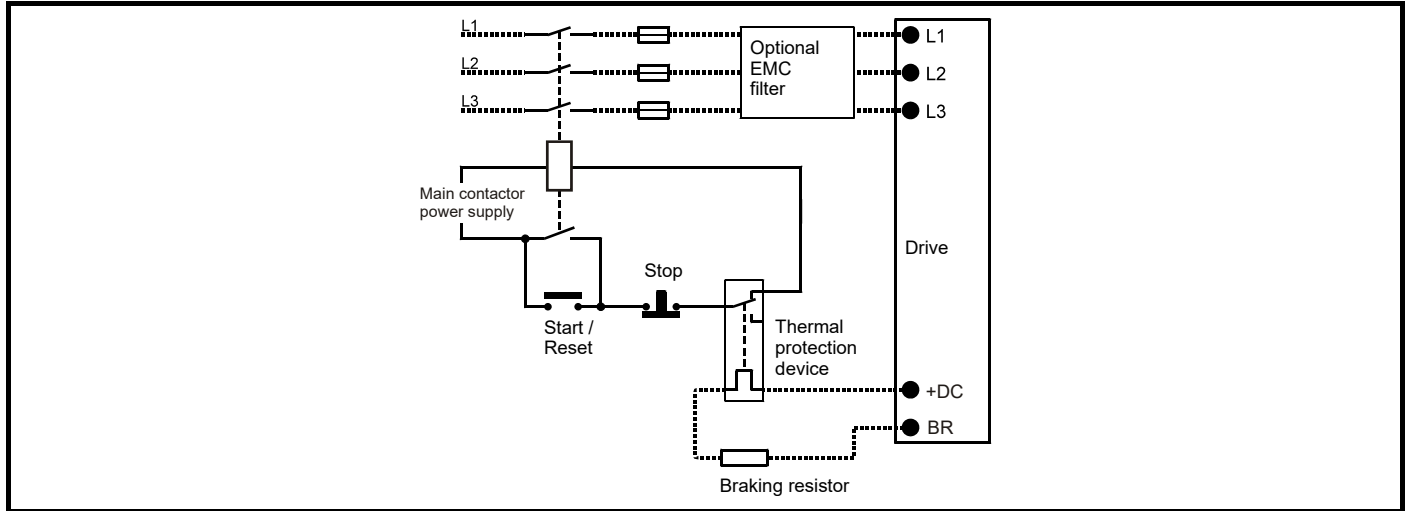 L1
L2
L3
Optional
EMC
filter
L1
L2
L3
Main contactor
power supply
Drive
Stop
Start /
Reset
Thermal
protection
device
+DC
BR
Braking resistor